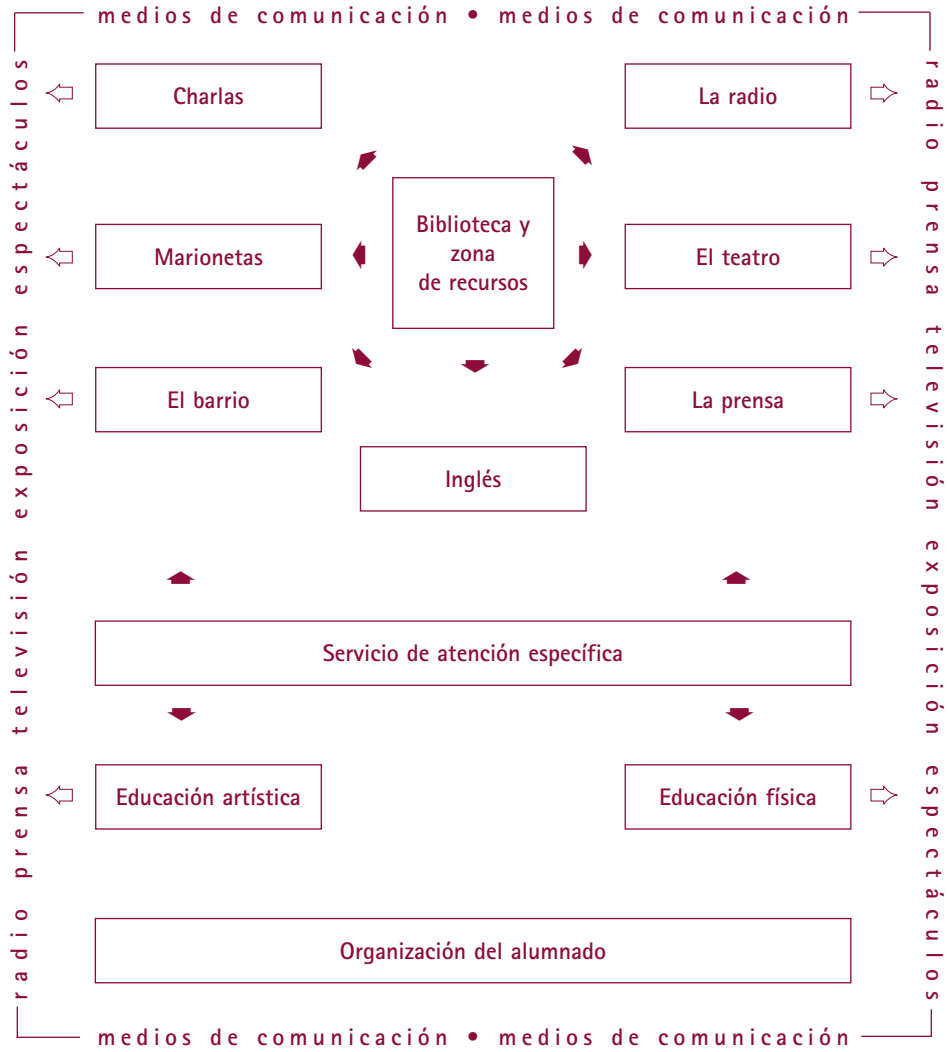 medios de comunicación • medios de comunicación
radio prensa televisión exposición espectáculos
radio prensa televisión exposición espectáculos
Charlas
La radio
Biblioteca y
zona
de recursos
Marionetas
El teatro
El barrio
La prensa
Inglés
Servicio de atención específica
Educación artística
Educación física
Organización del alumnado
medios de comunicación • medios de comunicación